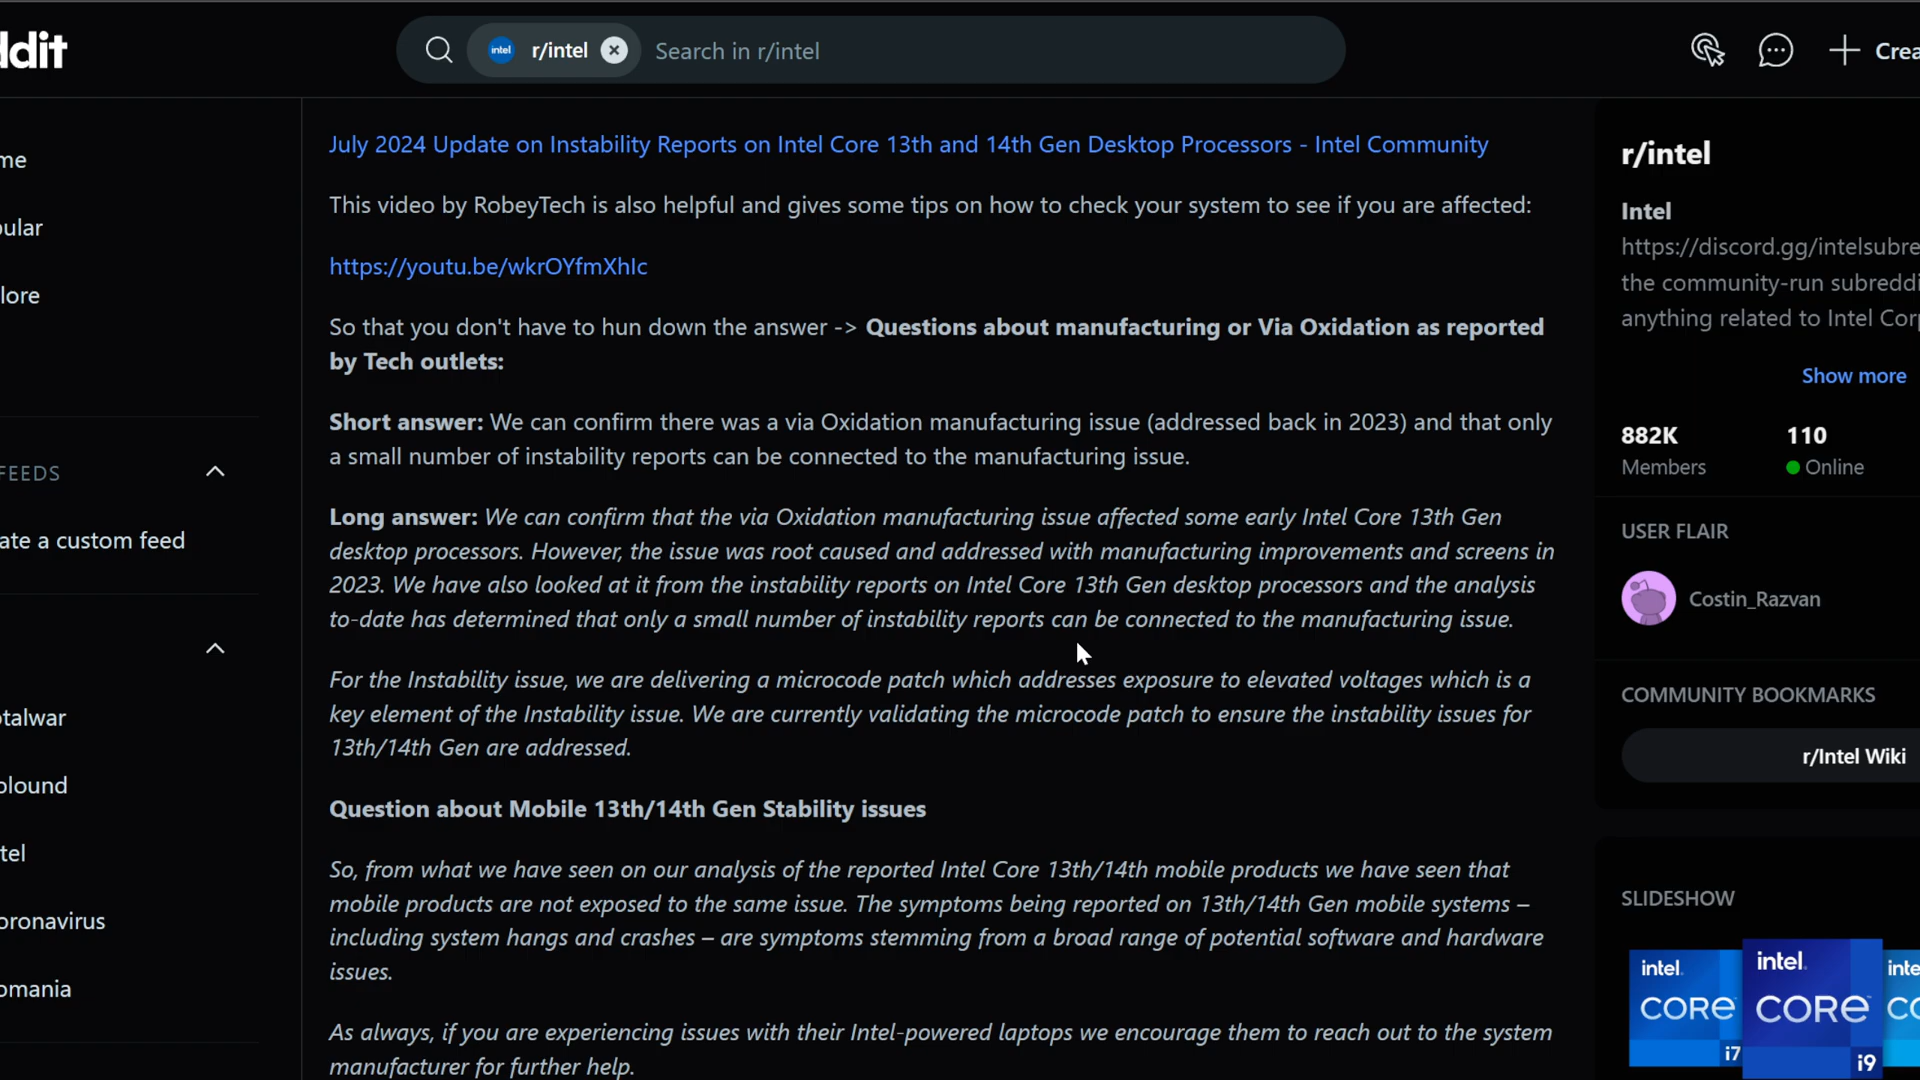 ddit
intel r/intel Search in r/intel
Crea
me
pular
lore
FEEDS
ate a custom feed
otalwar
olound
tel
oronavirus
omania
July 2024 Update on Instability Reports on Intel Core 13th and 14th Gen Desktop Processors - Intel Community
This video by RobeyTech is also helpful and gives some tips on how to check your system to see if you are affected:
https://youtu.be/wkrOYfmXhIc
So that you don't have to hun down the answer -> Questions about manufacturing or Via Oxidation as reported
by Tech outlets:
Short answer: We can confirm there was a via Oxidation manufacturing issue (addressed back in 2023) and that only
a small number of instability reports can be connected to the manufacturing issue.
Long answer: We can confirm that the via Oxidation manufacturing issue affected some early Intel Core 13th Gen
desktop processors. However, the issue was root caused and addressed with manufacturing improvements and screens in
2023. We have also looked at it from the instability reports on Intel Core 13th Gen desktop processors and the analysis
to-date has determined that only a small number of instability reports can be connected to the manufacturing issue.
For the Instability issue, we are delivering a microcode patch which addresses exposure to elevated voltages which is a
key element of the Instability issue. We are currently validating the microcode patch to ensure the instability issues for
13th/14th Gen are addressed.
Question about Mobile 13th/14th Gen Stability issues
So, from what we have seen on our analysis of the reported Intel Core 13th/14th mobile products we have seen that
mobile products are not exposed to the same issue. The symptoms being reported on 13th/14th Gen mobile systems –
including system hangs and crashes – are symptoms stemming from a broad range of potential software and hardware
issues.
As always, if you are experiencing issues with their Intel-powered laptops we encourage them to reach out to the system
manufacturer for further help.
r/intel
Intel
https://discord.gg/intelsubre
the community-run subreddi
anything related to Intel Corp
Show more
882K 110
Members Online
USER FLAIR
Costin_Razvan
COMMUNITY BOOKMARKS
r/Intel Wiki
SLIDESHOW
intel. CORE i7
intel. CORE i9
inte CO